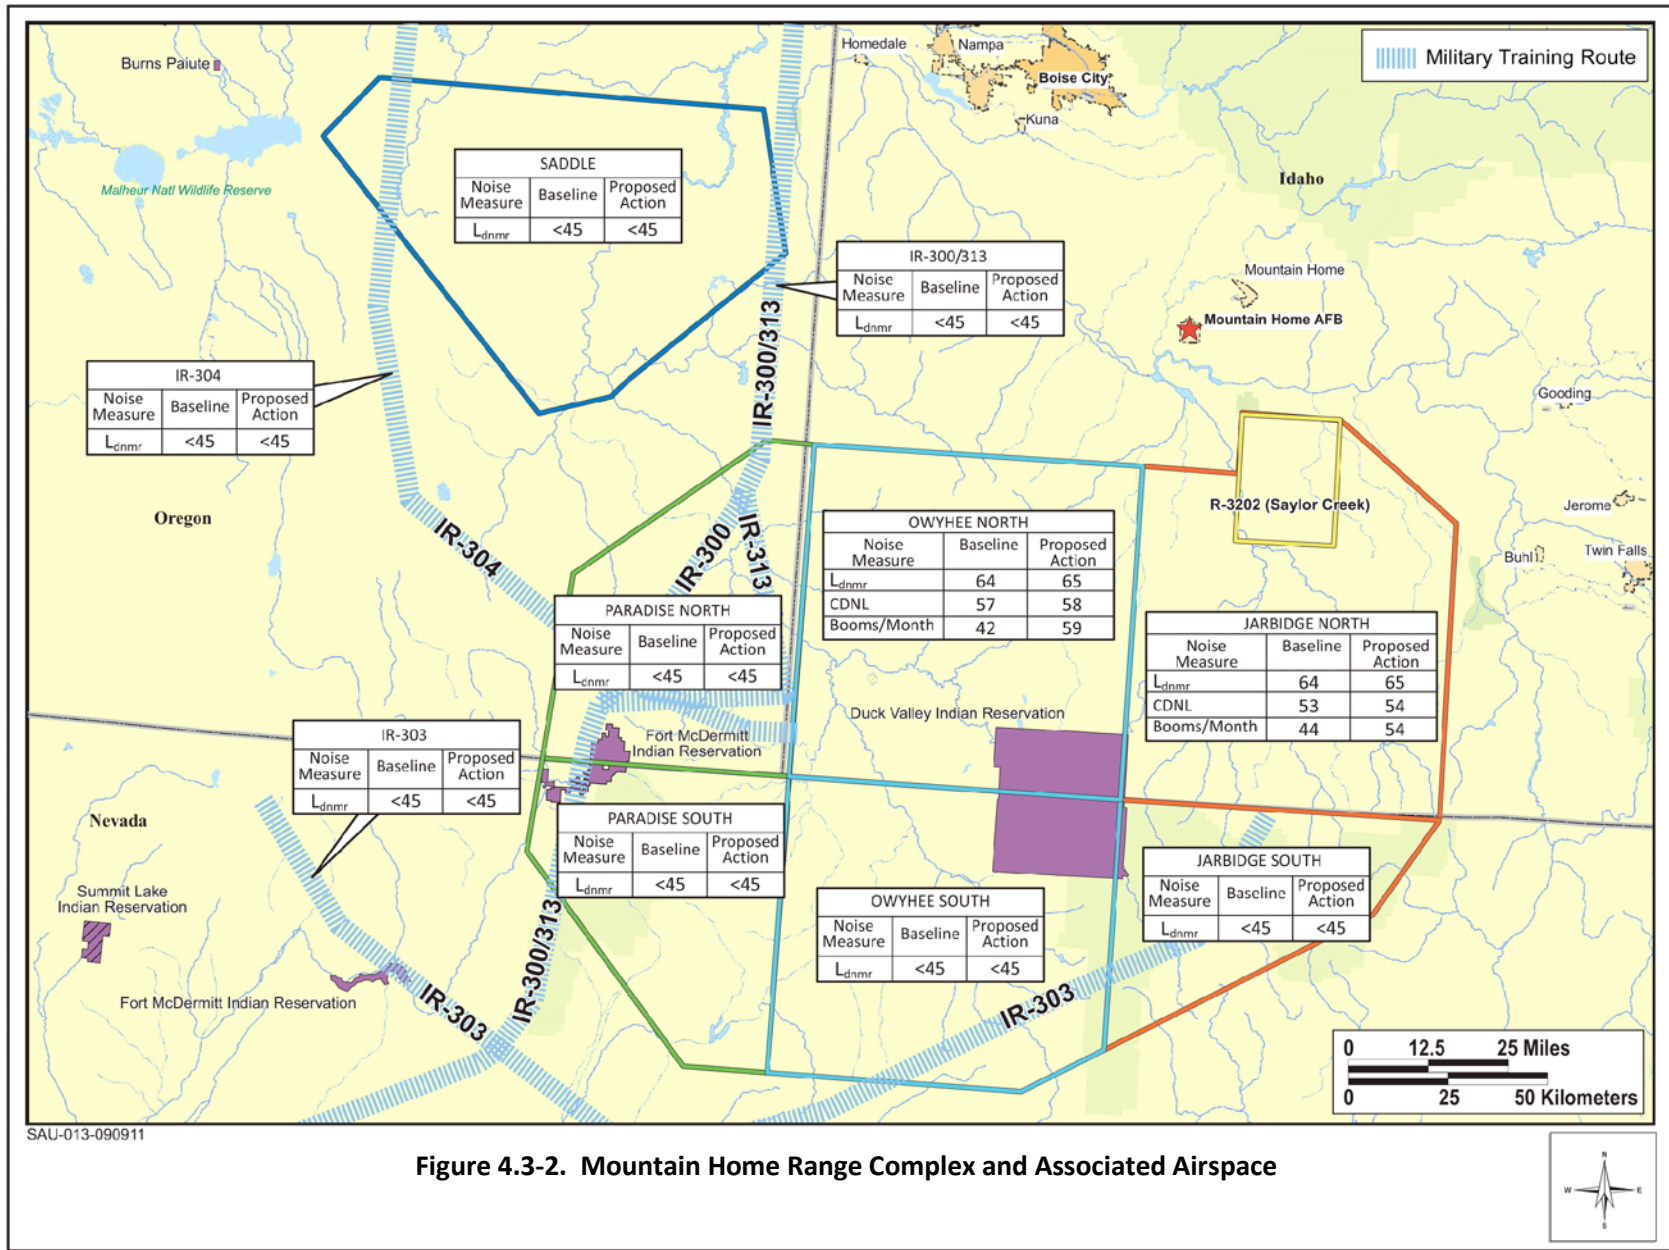 Military Training Route
Burns Paiute
Homedale
Nampa
Boise City
Kuna
Malheur Natl Wildlife Reserve
Idaho
SADDLE
Noise Measure Baseline Proposed Action
Ldnmr <45 <45
IR-300/313
Noise Measure Baseline Proposed Action
Ldnmr <45 <45
Mountain Home
Mountain Home AFB
IR-300/313
IR-304
Noise Measure Baseline Proposed Action
Ldnmr <45 <45
Gooding
Oregon
R-3202 (Saylor Creek)
Jerome
Buhl
Twin Falls
IR-304
IR-300
IR-313
OWYHEE NORTH
Noise Measure Baseline Proposed Action
Ldnmr 64 65
CDNL 57 58
Booms/Month 42 59
PARADISE NORTH
Noise Measure Baseline Proposed Action
Ldnmr <45 <45
JARBIDGE NORTH
Noise Measure Baseline Proposed Action
Ldnmr 64 65
CDNL 53 54
Booms/Month 44 54
Duck Valley Indian Reservation
Fort McDermitt
Indian Reservation
IR-303
Noise Measure Baseline Proposed Action
Ldnmr <45 <45
Nevada
PARADISE SOUTH
Noise Measure Baseline Proposed Action
Ldnmr <45 <45
JARBIDGE SOUTH
Noise Measure Baseline Proposed Action
Ldnmr <45 <45
Summit Lake
Indian Reservation
OWYHEE SOUTH
Noise Measure Baseline Proposed Action
Ldnmr <45 <45
Fort McDermitt Indian Reservation
IR-303
IR-300/313
IR-303
0 12.5 25 Miles
0 25 50 Kilometers
SAU-013-090911
Figure 4.3-2. Mountain Home Range Complex and Associated Airspace
N
W E
S